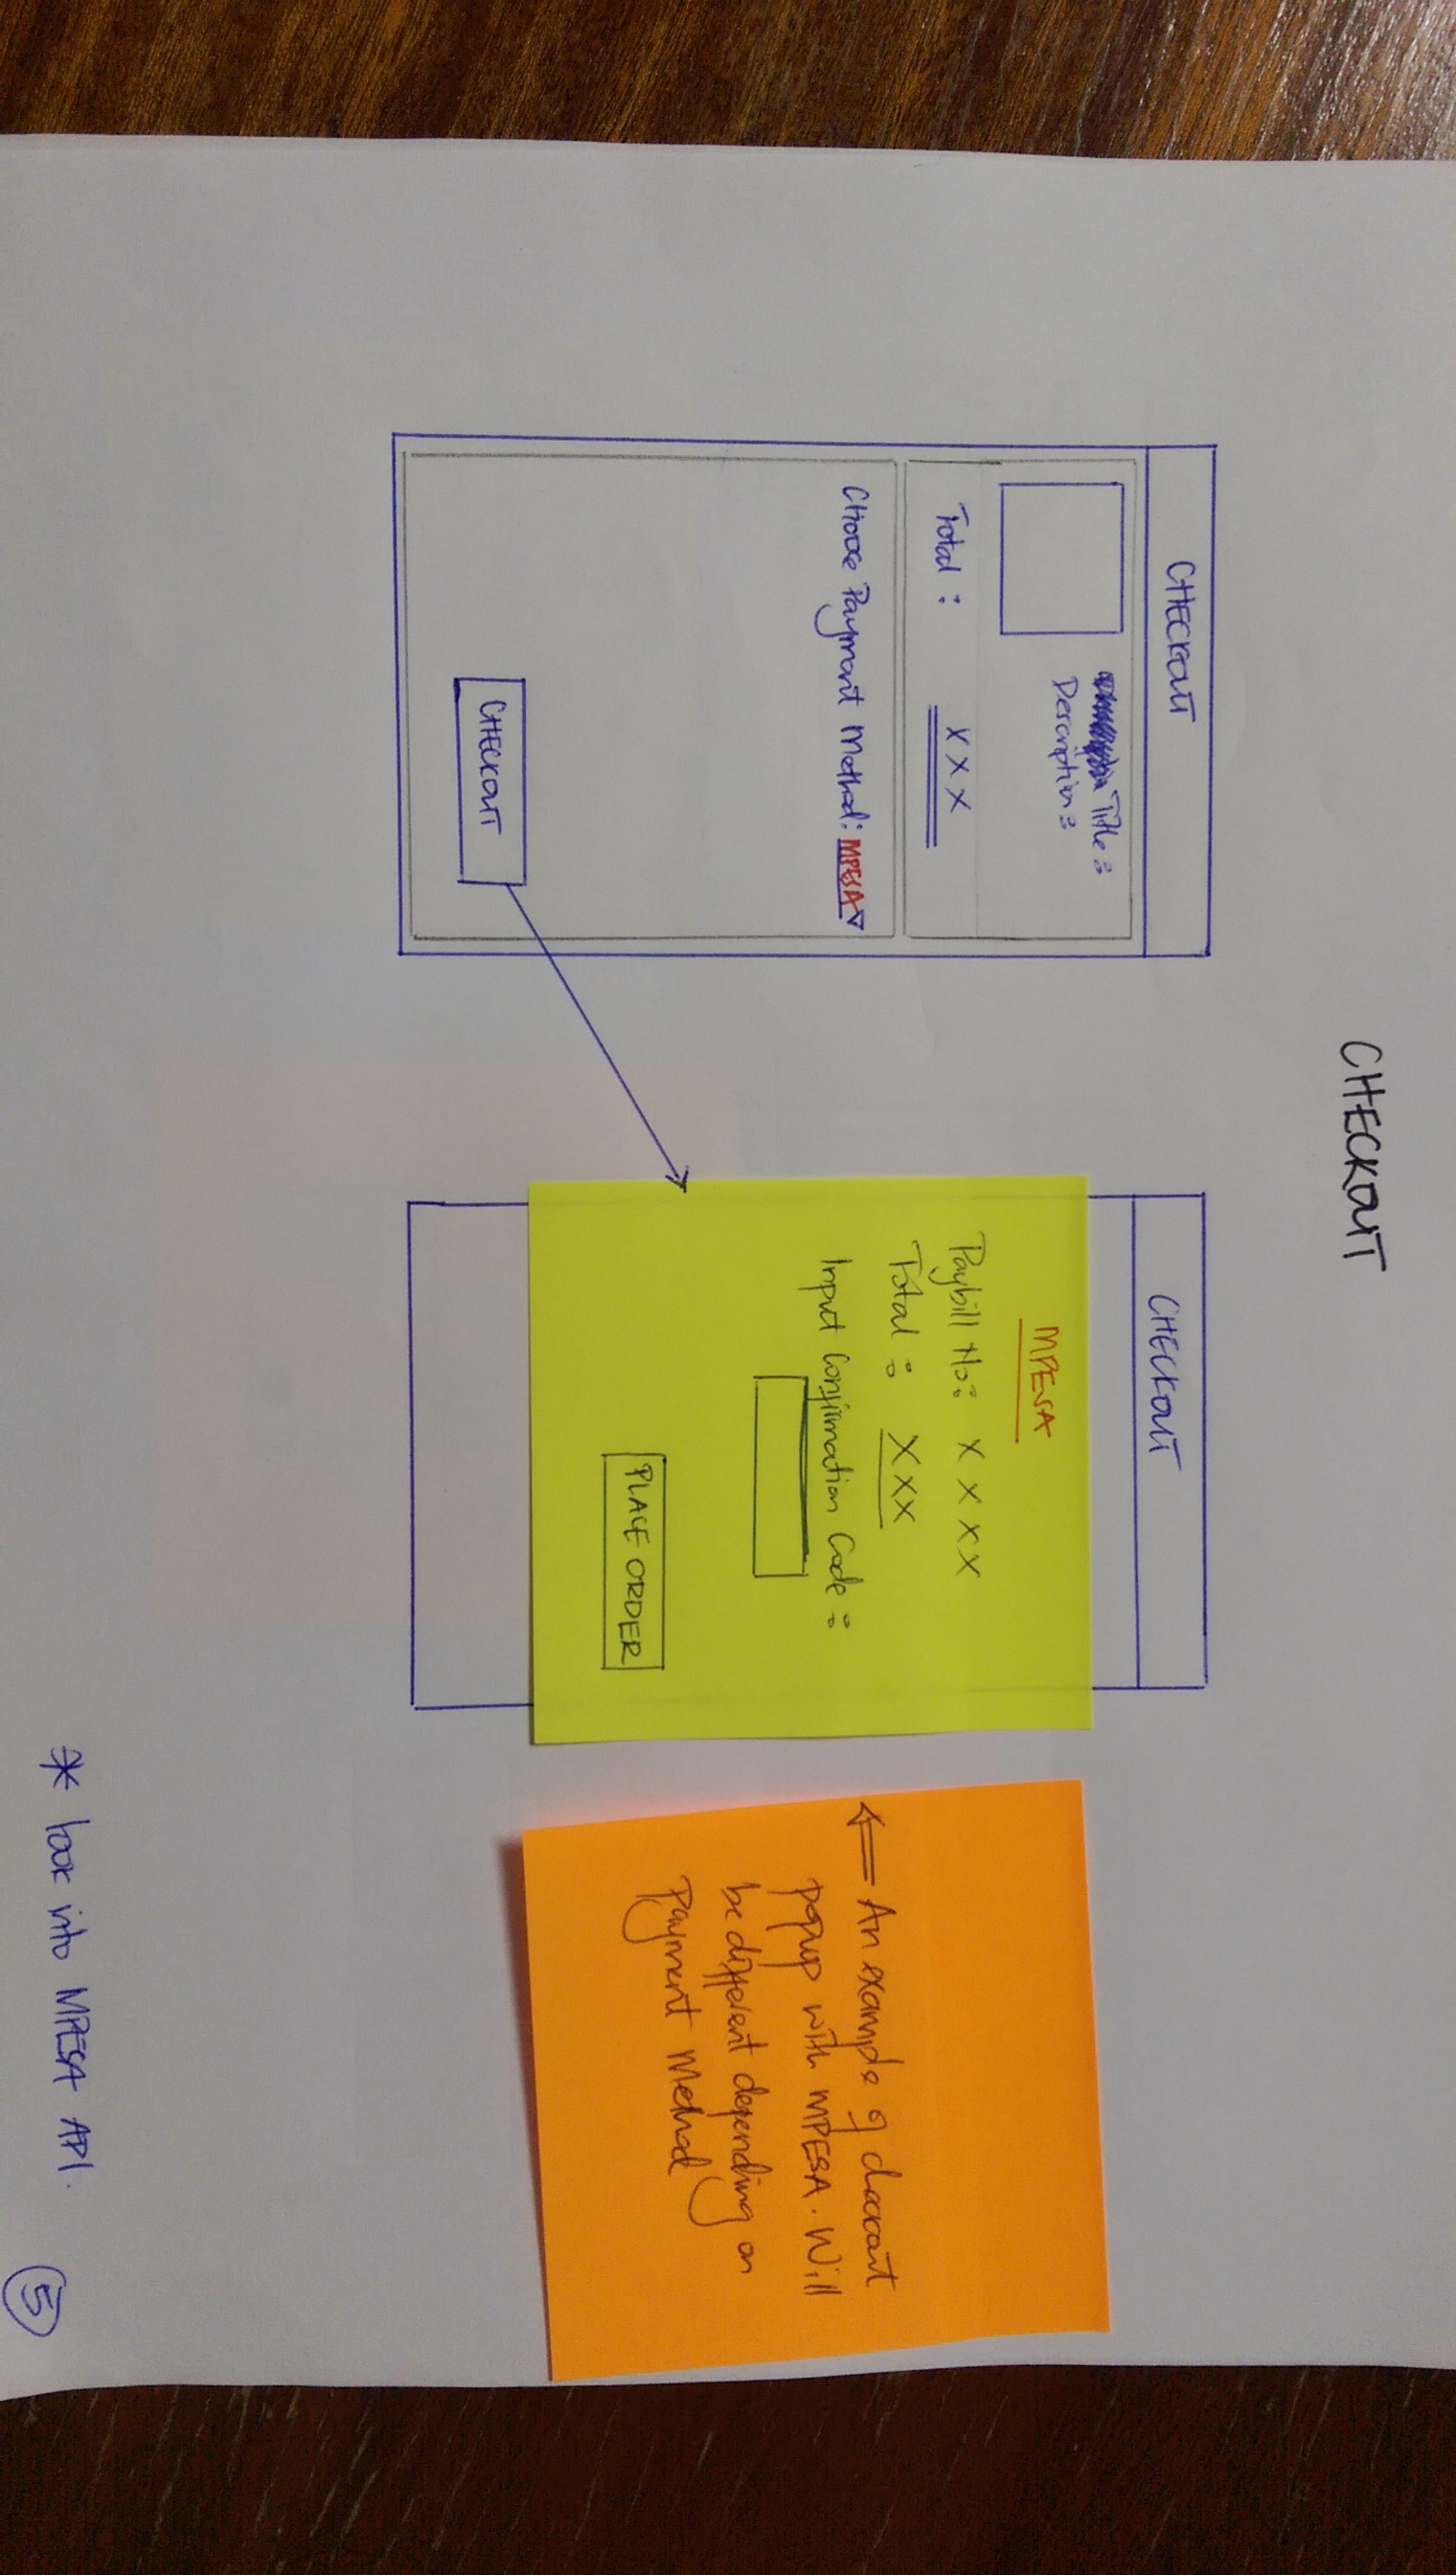 CHECKOUT
CHECKOUT
Title :
Description :
Total : XXX
Choose Payment Method: MPESA
CHECKOUT
CHECKOUT
MPESA
Paybill No: X X X X
Total : XXX
Input Confirmation Code :
PLACE ORDER
An example of checkout
popup with MPESA. Will
be different depending on
payment Method
* look into MPESA API.
5